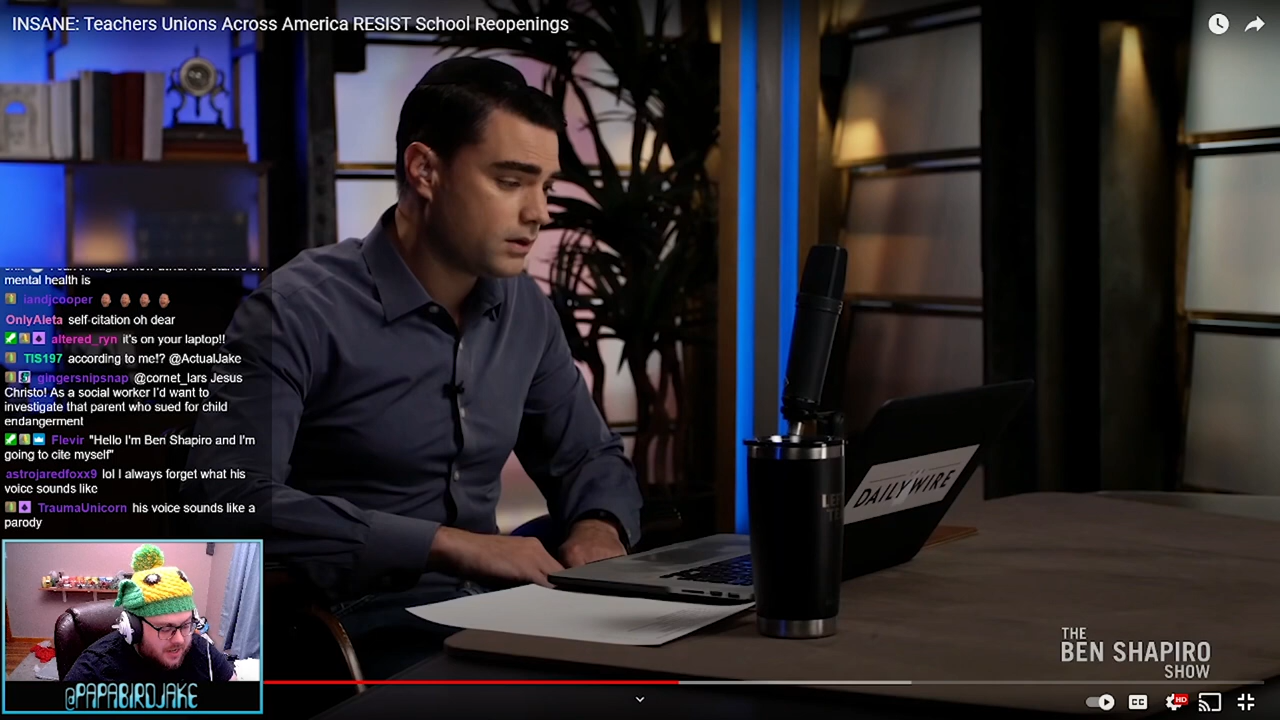 INSANE: Teachers Unions Across America RESIST School Reopenings
mental health is
iandjcooper
OnlyAleta self-citation oh dear
altered_ryn it's on your laptop!!
TIS197 according to me!? @ActualJake
gingersnipsnap @cornet_lars Jesus
Christo! As a social worker I'd want to
investigate that parent who sued for child
endangerment
Flevir "Hello I'm Ben Shapiro and I'm
going to cite myself"
astrojaredfoxx9 lol I always forget what his
voice sounds like
TraumaUnicorn his voice sounds like a
parody
DAILY WIRE
THE
BEN SHAPIRO
SHOW
@PAPABIRDJAKE
CC
HD